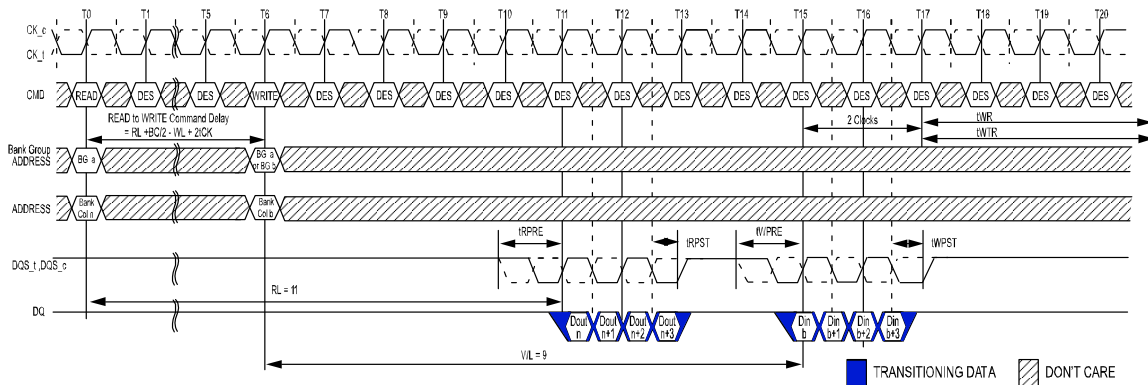 T0 T1 T5 T6 T7 T8 T9 T10 T11 T12 T13 T14 T15 T16 T17 T18 T19 T20
CK_c
CK_t
CMD READ DES DES WRITE DES DES DES DES DES DES DES DES DES DES DES DES DES DES
READ to WRITE Command Delay
= RL +BC/2 - WL + 2tCK
2 Clocks
tWR
tWTR
Bank Group
ADDRESS
BG a
BG a
or BG b
ADDRESS
Bank
Col n
Bank
Col b
tRPRE
tRPST
tWPRE
tWPST
DQS_t ,DQS_c
RL = 11
DQ
Dout
n
Dout
n+1
Dout
n+2
Dout
n+3
Din
b
Din
b+1
Din
b+2
Din
b+3
WL = 9
TRANSITIONING DATA
DON'T CARE